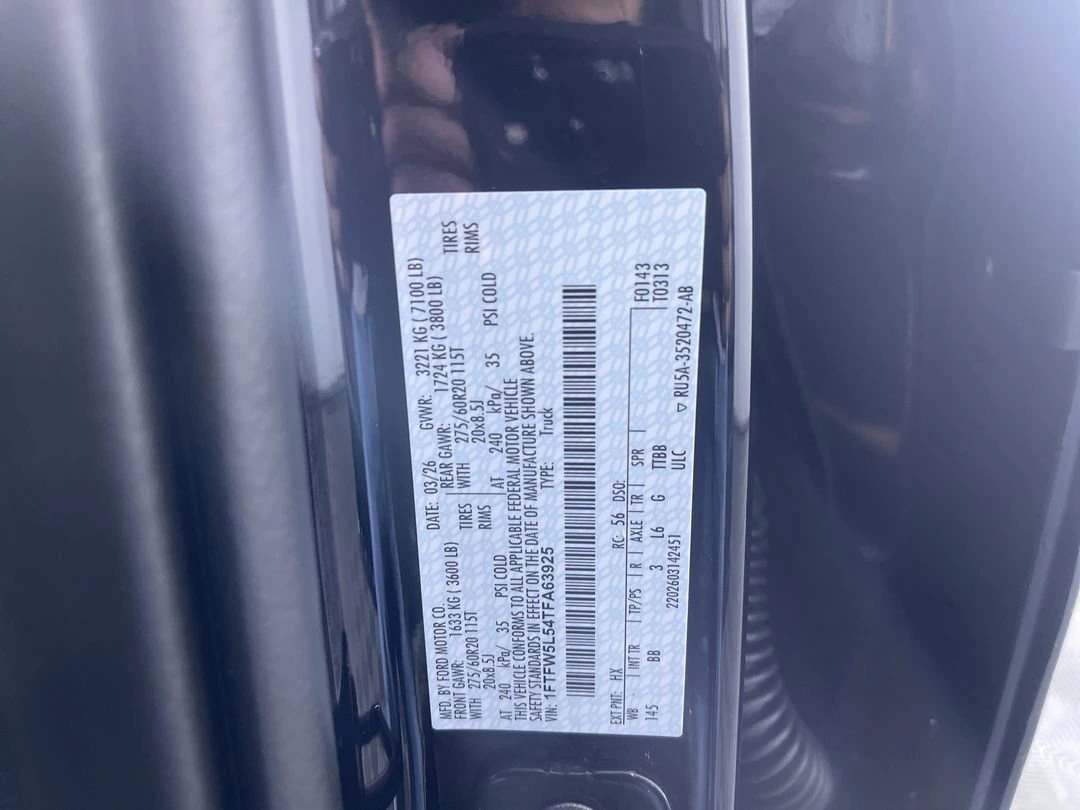 MFD. BY FORD MOTOR CO.
DATE: 03/26 GVWR: 3221 KG ( 7100 LB)
FRONT GAWR: 1633 KG ( 3600 LB) REAR GAWR: 1724 KG ( 3800 LB)
WITH 275/60R20 115T TIRES WITH 275/60R20 115T TIRES
20x8.5J RIMS 20x8.5J RIMS
AT 240 kPa/ 35 PSI COLD AT 240 kPa/ 35 PSI COLD
THIS VEHICLE CONFORMS TO ALL APPLICABLE FEDERAL MOTOR VEHICLE
SAFETY STANDARDS IN EFFECT ON THE DATE OF MANUFACTURE SHOWN ABOVE.
VIN: 1FTFW5L54TFA63925 TYPE: Truck
F0143
T0313
EXT PNT: HX RC: 56 DSO:
WB INT TR TP/PS R AXLE TR SPR
145 BB 3 L6 G TTBB
ULC
2202603142451
RU5A-3520472-AB